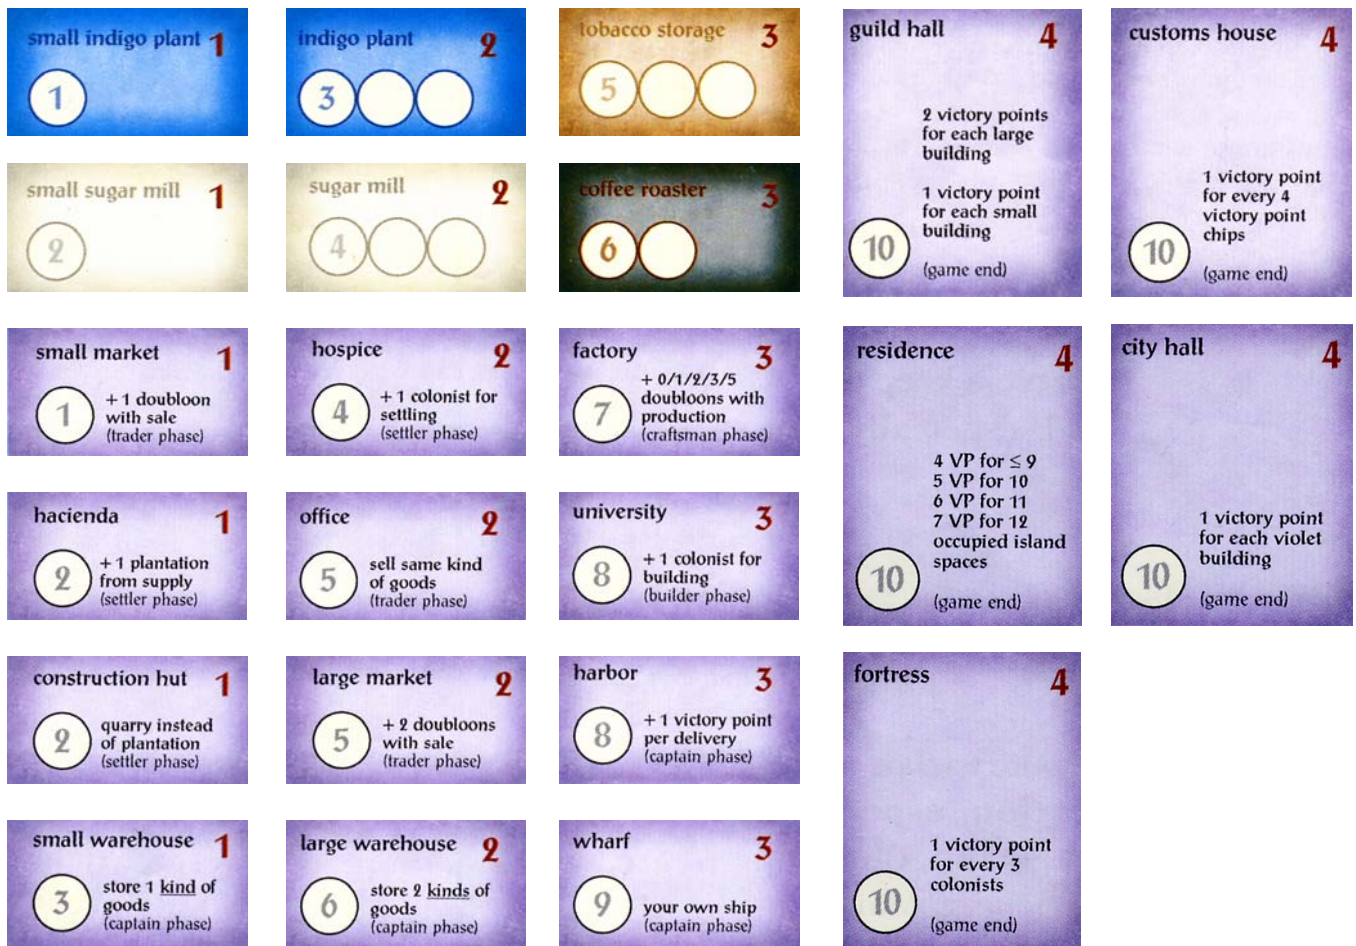 small indigo plant 1
1
indigo plant 2
3
tobacco storage 3
5
guild hall 4
2 victory points
for each large
building
1 victory point
for each small
building
10
(game end)
customs house 4
1 victory point
for every 4
victory point
chips
10
(game end)
small sugar mill 1
2
sugar mill 2
4
coffee roaster 3
6
small market 1
1
+ 1 doubloon
with sale
(trader phase)
hospice 2
4
+ 1 colonist for
settling
(settler phase)
factory 3
7
+ 0/1/2/3/5
doubloons with
production
(craftsman phase)
residence 4
4 VP for ≤ 9
5 VP for 10
6 VP for 11
7 VP for 12
occupied island
spaces
10
(game end)
city hall 4
1 victory point
for each violet
building
10
(game end)
hacienda 1
2
+ 1 plantation
from supply
(settler phase)
office 2
5
sell same kind
of goods
(trader phase)
university 3
8
+ 1 colonist for
building
(builder phase)
construction hut 1
2
quarry instead
of plantation
(settler phase)
large market 2
5
+ 2 doubloons
with sale
(trader phase)
harbor 3
8
+ 1 victory point
per delivery
(captain phase)
fortress 4
1 victory point
for every 3
colonists
10
(game end)
small warehouse 1
3
store 1 kind of
goods
(captain phase)
large warehouse 2
6
store 2 kinds of
goods
(captain phase)
wharf 3
9
your own ship
(captain phase)